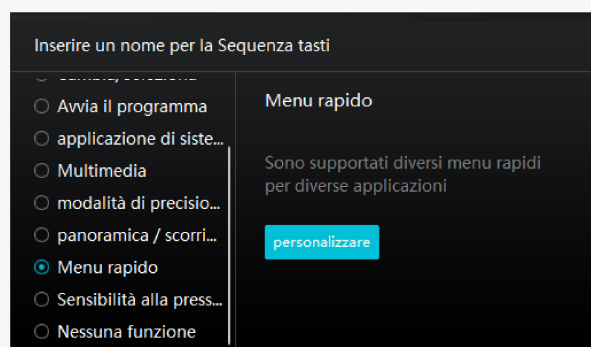 Inserire un nome per la Sequenza tasti
Avvia il programma
applicazione di siste...
Multimedia
modalità di precisio...
panoramica / scorri...
Menu rapido
Sensibilità alla press...
Nessuna funzione
Menu rapido
Sono supportati diversi menu rapidi
per diverse applicazioni
personalizzare